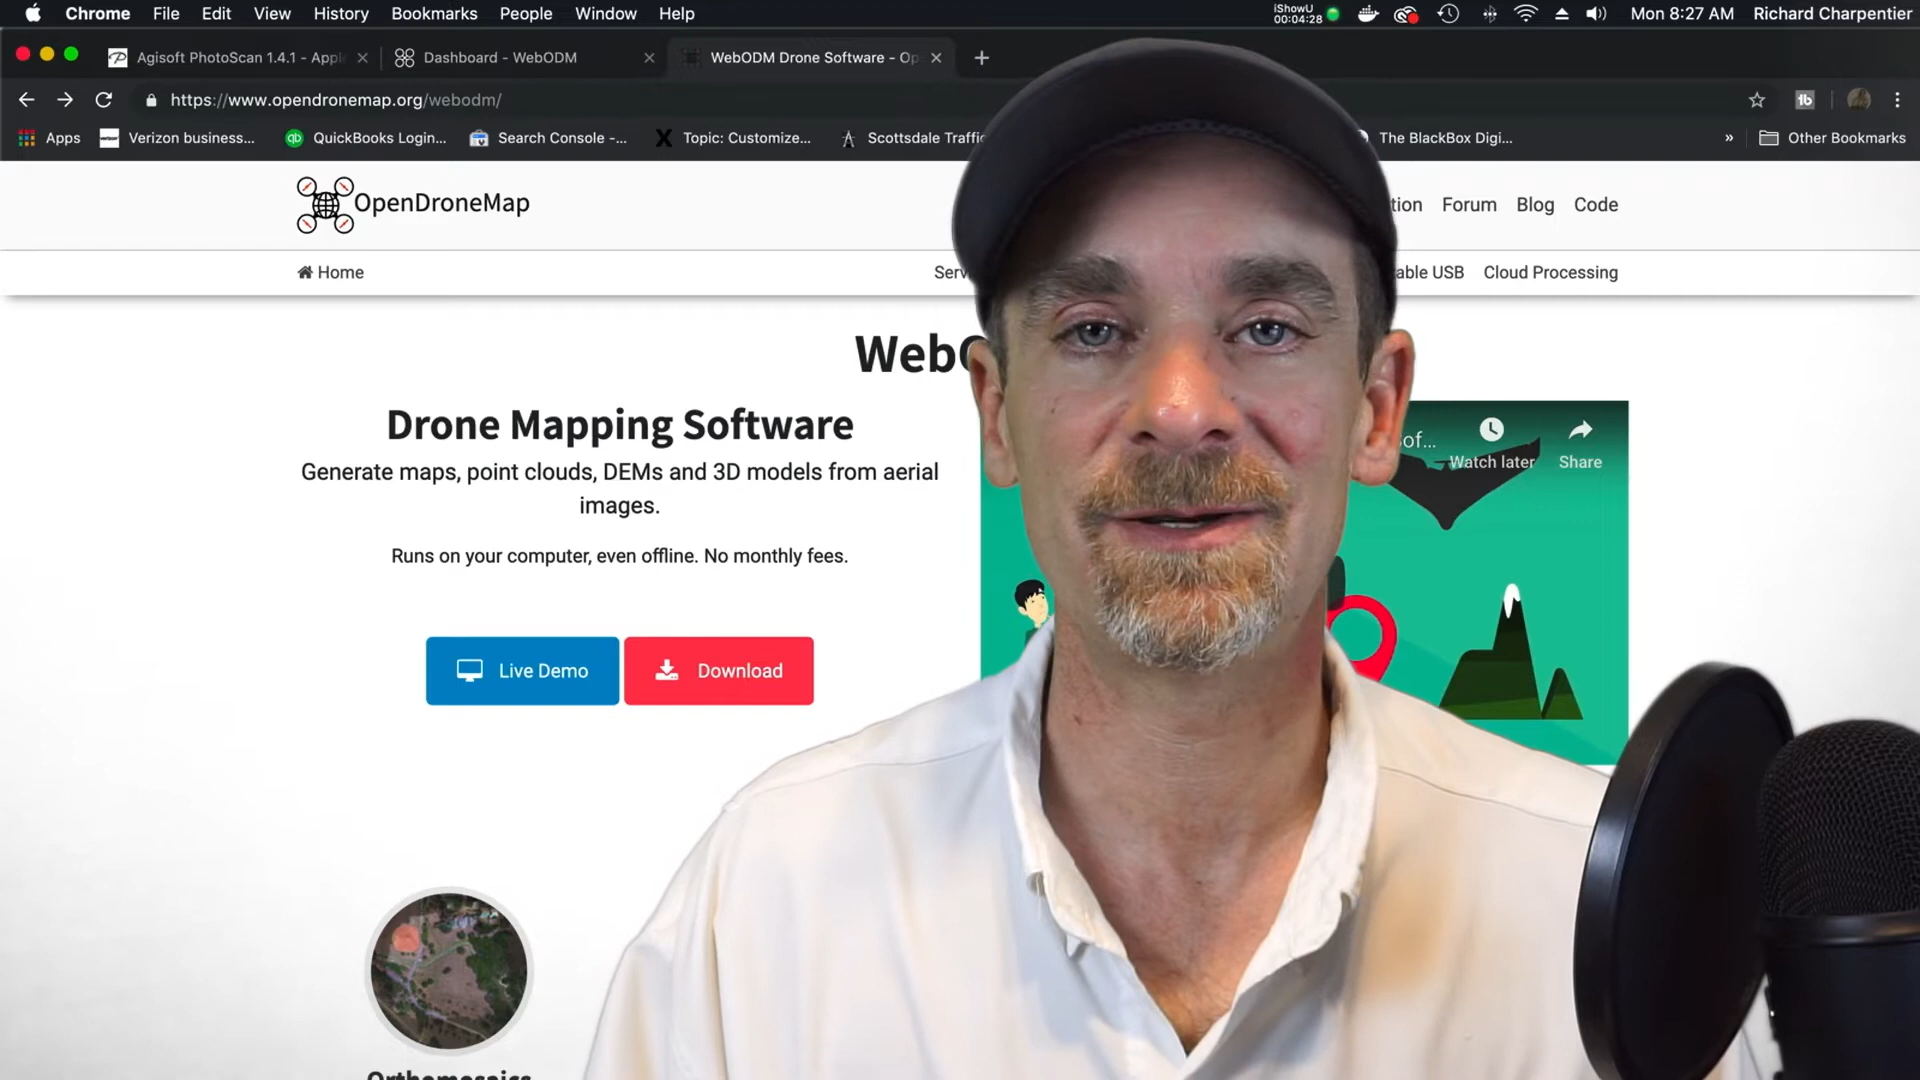 Chrome File Edit View History Bookmarks People Window Help iShowU 00:04:28 Mon 8:27 AM Richard Charpentier
Agisoft PhotoScan 1.4.1 - Appl Dashboard - WebODM WebODM Drone Software - Op
https://www.opendronemap.org/webodm/
Apps Verizon business... QuickBooks Login... Search Console -... Topic: Customize... Scottsdale Traffic The BlackBox Digi... » Other Bookmarks
OpenDroneMap Forum Blog Code
Home USB Cloud Processing
Drone Mapping Software
Generate maps, point clouds, DEMs and 3D models from aerial
images.
Runs on your computer, even offline. No monthly fees.
Watch later Share
Live Demo Download
Orthomosaics